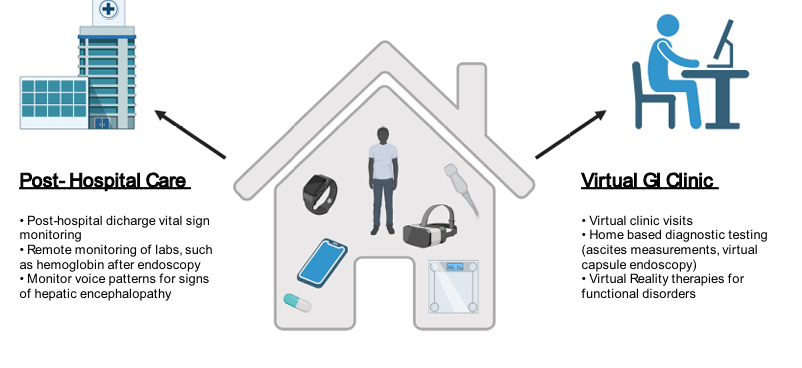 Post- Hospital Care
• Post-hospital dicharge vital sign
monitoring
• Remote monitoring of labs, such
as hemoglobin after endoscopy
• Monitor voice patterns for signs
of hepatic encephalopathy
Virtual GI Clinic
• Virtual clinic visits
• Home based diagnostic testing
(ascites measurements, virtual
capsule endoscopy)
• Virtual Reality therapies for
functional disorders